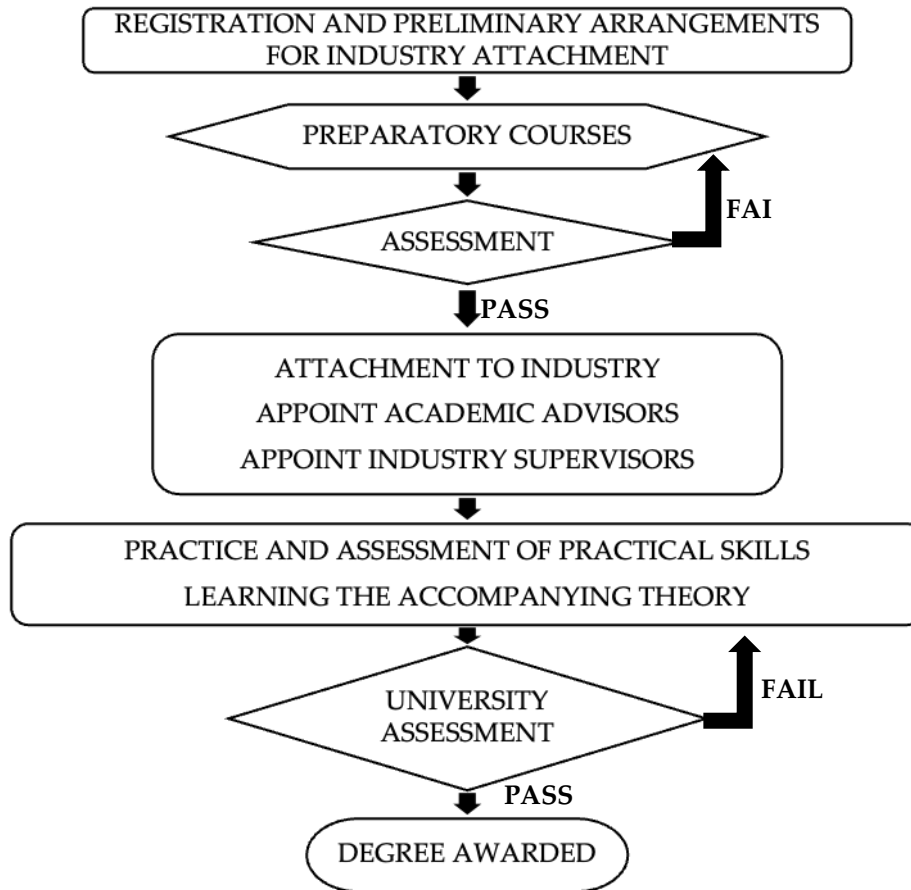 REGISTRATION AND PRELIMINARY ARRANGEMENTS
FOR INDUSTRY ATTACHMENT
PREPARATORY COURSES
FAI
ASSESSMENT
PASS
ATTACHMENT TO INDUSTRY
APPOINT ACADEMIC ADVISORS
APPOINT INDUSTRY SUPERVISORS
PRACTICE AND ASSESSMENT OF PRACTICAL SKILLS
LEARNING THE ACCOMPANYING THEORY
FAIL
UNIVERSITY
ASSESSMENT
PASS
DEGREE AWARDED